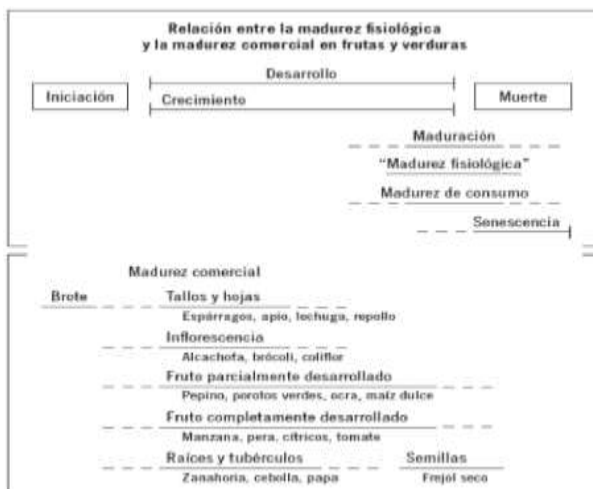 Relación entre la madurez fisiológica
y la madurez comercial en frutas y verduras
Desarrollo
Iniciación
Crecimiento
Muerte
Maduración
“Madurez fisiológica”
Madurez de consumo
Senescencia
Madurez comercial
Brote
Tallos y hojas
Espárragos, apio, lechuga, repollo
Inflorescencia
Alcachofa, brócoli, coliflor
Fruto parcialmente desarrollado
Pepino, porotos verdes, ocra, maíz dulce
Fruto completamente desarrollado
Manzana, pera, cítricos, tomate
Raíces y tubérculos
Semillas
Zanahoria, cebolla, papa
Frejol seco